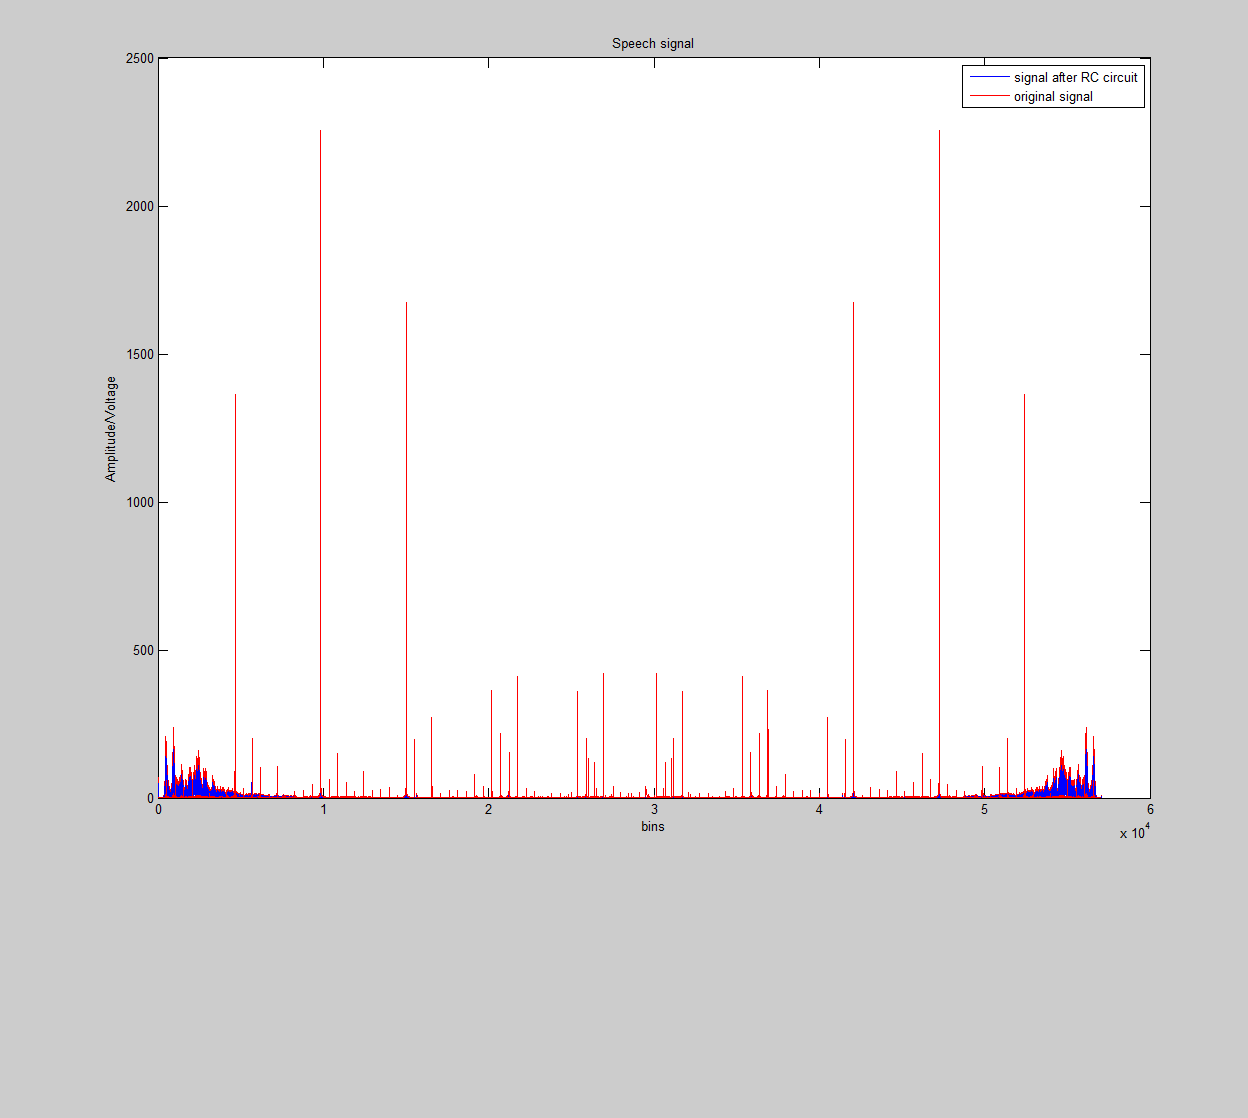 Speech signal
signal after RC circuit
original signal
2500
2000
1500
1000
500
0
Amplitude/Voltage
0 1 2 3 4 5 6
bins
x 10^4